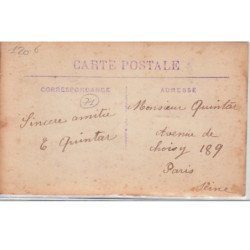 CARTE POSTALE
CORRESPONDANCE
ADRESSE
Sincère amitié
E Quintar
Monsieur Quintar
Avenue de
Choisy 189
Paris
Seine